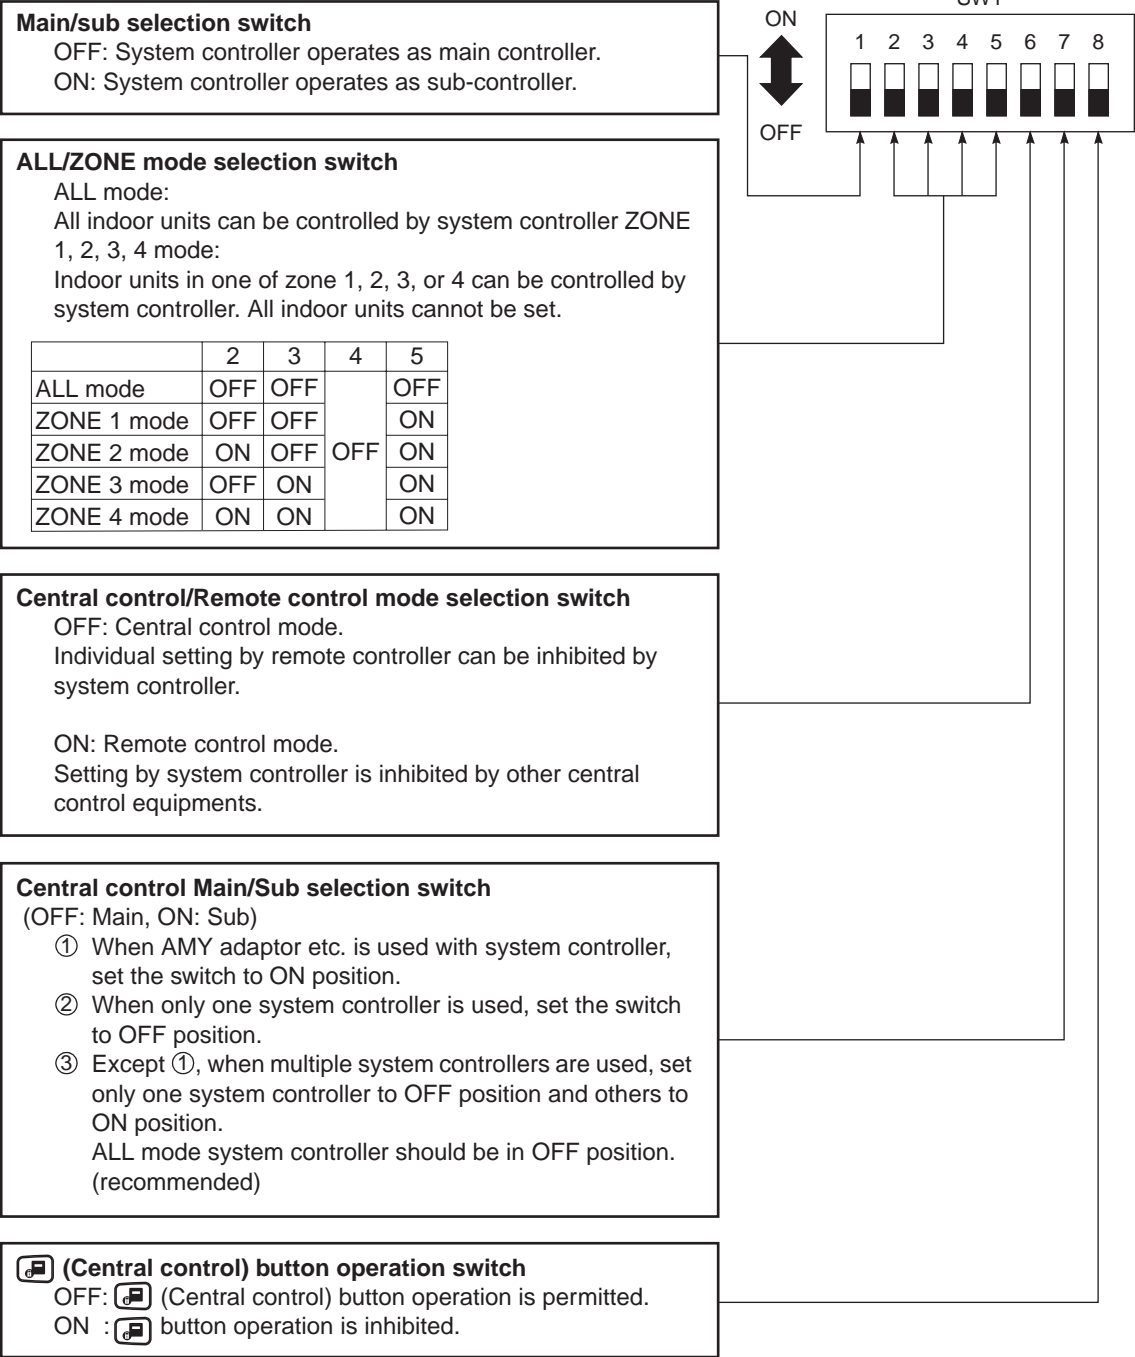 SW1
ON
OFF
1 2 3 4 5 6 7 8
Main/sub selection switch
OFF: System controller operates as main controller.
ON: System controller operates as sub-controller.
ALL/ZONE mode selection switch
ALL mode:
All indoor units can be controlled by system controller ZONE
1, 2, 3, 4 mode:
Indoor units in one of zone 1, 2, 3, or 4 can be controlled by
system controller. All indoor units cannot be set.
2 3 4 5
ALL mode OFF OFF OFF
ZONE 1 mode OFF OFF ON
ZONE 2 mode ON OFF OFF ON
ZONE 3 mode OFF ON ON
ZONE 4 mode ON ON ON
Central control/Remote control mode selection switch
OFF: Central control mode.
Individual setting by remote controller can be inhibited by
system controller.
ON: Remote control mode.
Setting by system controller is inhibited by other central
control equipments.
Central control Main/Sub selection switch
(OFF: Main, ON: Sub)
① When AMY adaptor etc. is used with system controller,
set the switch to ON position.
② When only one system controller is used, set the switch
to OFF position.
③ Except ①, when multiple system controllers are used, set
only one system controller to OFF position and others to
ON position.
ALL mode system controller should be in OFF position.
(recommended)
(Central control) button operation switch
OFF: (Central control) button operation is permitted.
ON : button operation is inhibited.